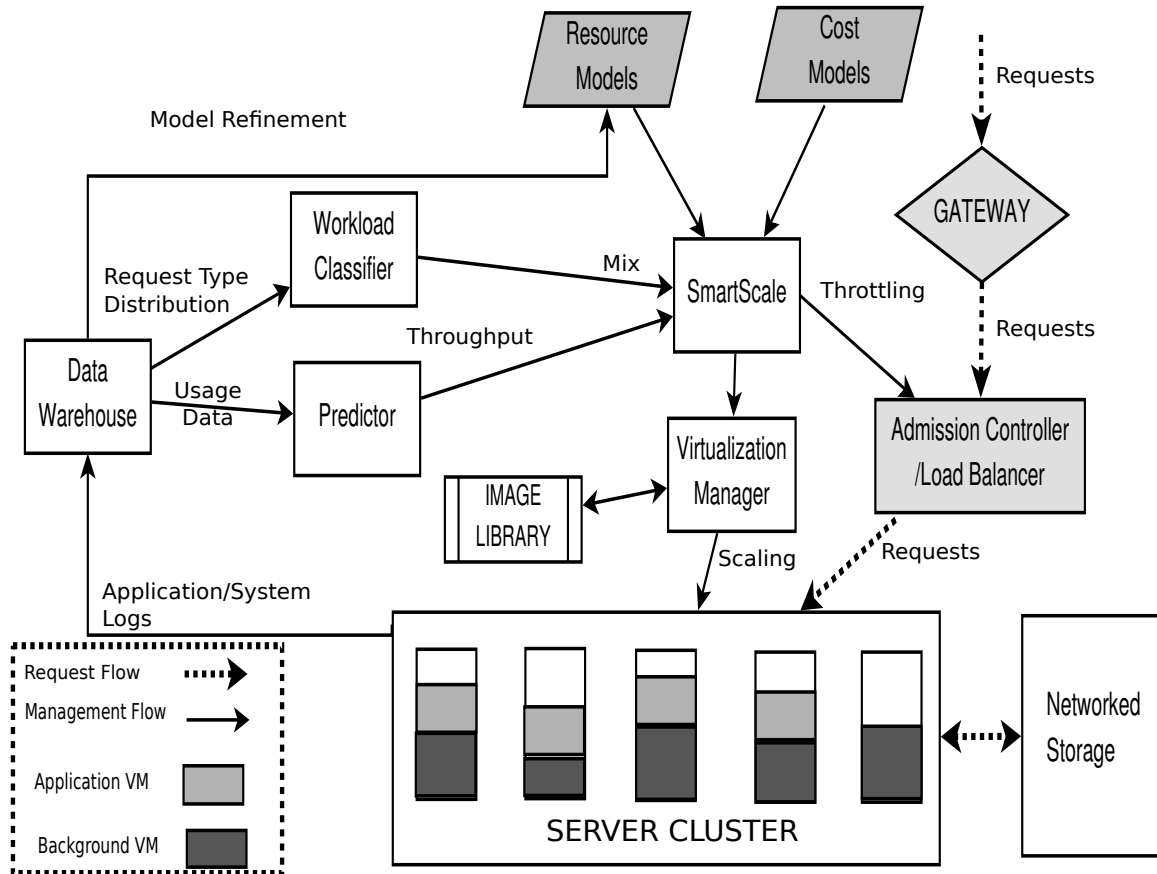 Resource
Models
Cost
Models
Requests
Model Refinement
GATEWAY
Workload
Classifier
Request Type
Distribution
Mix
SmartScale
Throttling
Requests
Throughput
Data
Warehouse
Usage
Data
Predictor
Virtualization
Manager
Admission Controller
/Load Balancer
IMAGE
LIBRARY
Scaling
Requests
Application/System
Logs
Request Flow
Management Flow
Application VM
Background VM
SERVER CLUSTER
Networked
Storage